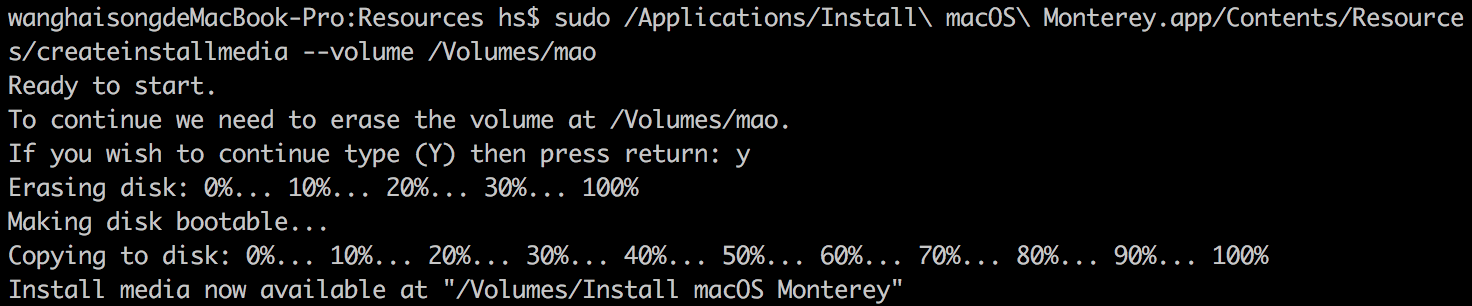 wanghaisongdeMacBook-Pro:Resources hs$ sudo /Applications/Install\ macOS\ Monterey.app/Contents/Resource
s/createinstallmedia --volume /Volumes/mao
Ready to start.
To continue we need to erase the volume at /Volumes/mao.
If you wish to continue type (Y) then press return: y
Erasing disk: 0%... 10%... 20%... 30%... 100%
Making disk bootable...
Copying to disk: 0%... 10%... 20%... 30%... 40%... 50%... 60%... 70%... 80%... 90%... 100%
Install media now available at "/Volumes/Install macOS Monterey"